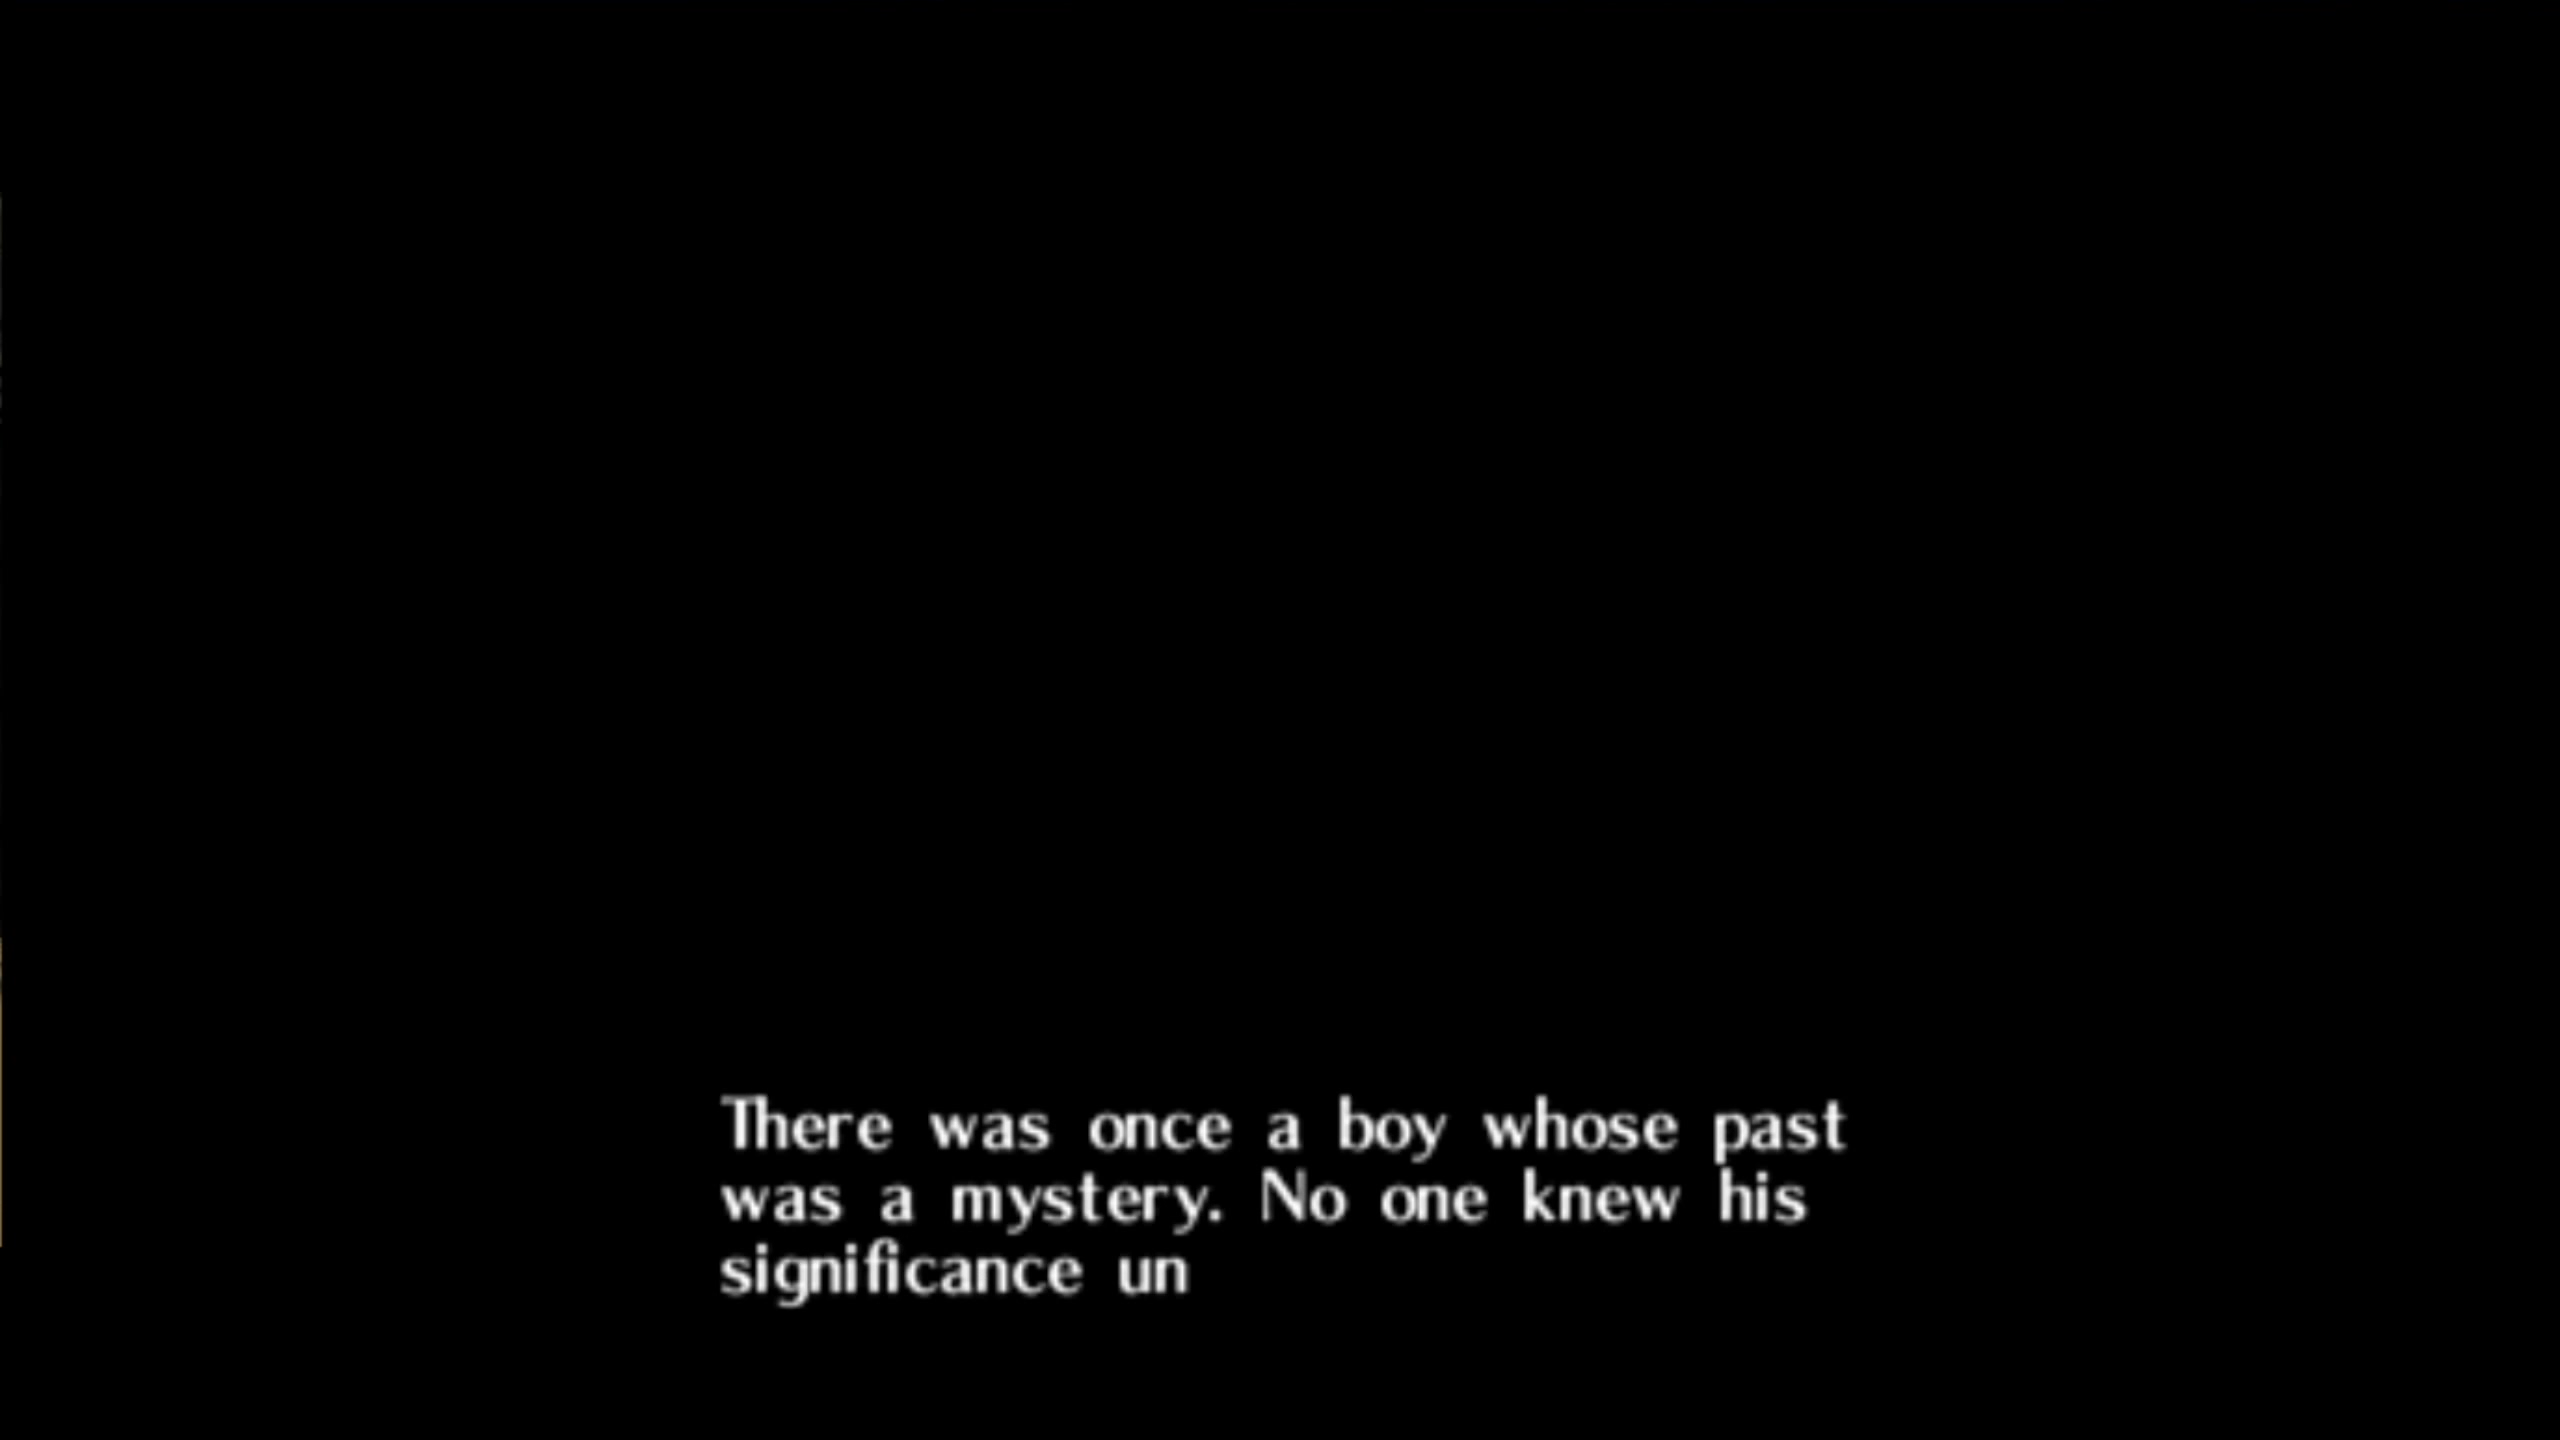 There was once a boy whose past
was a mystery. No one knew his
significance un